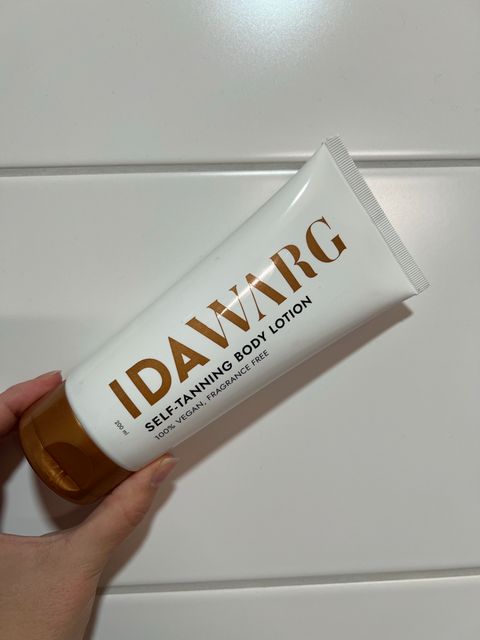 IDA WARG
SELF-TANNING BODY LOTION
100% VEGAN, FRAGRANCE FREE
200 ml